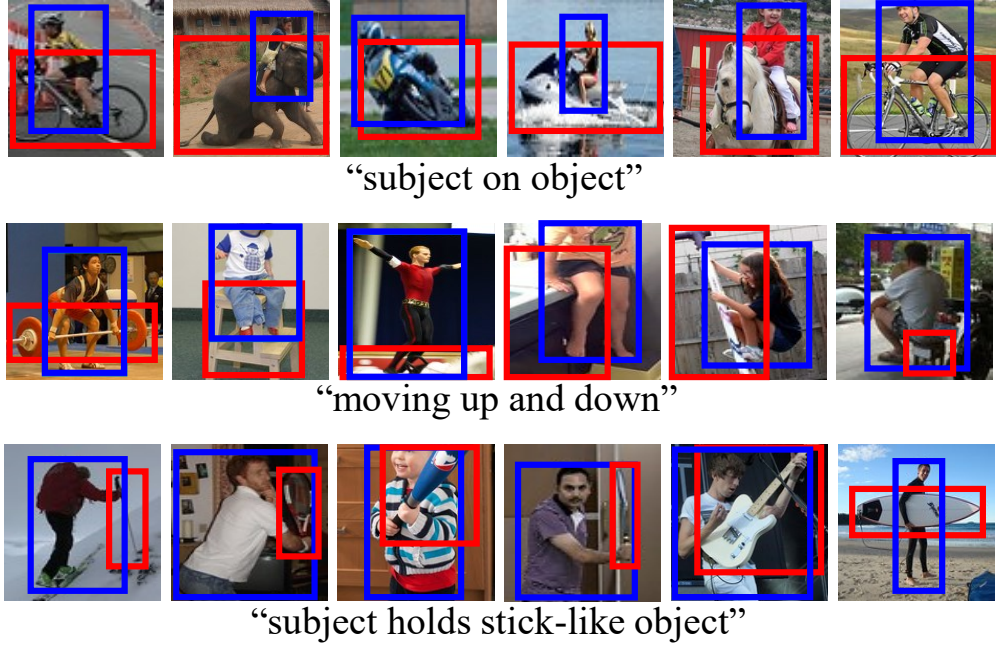 “subject on object”
“moving up and down”
“subject holds stick-like object”